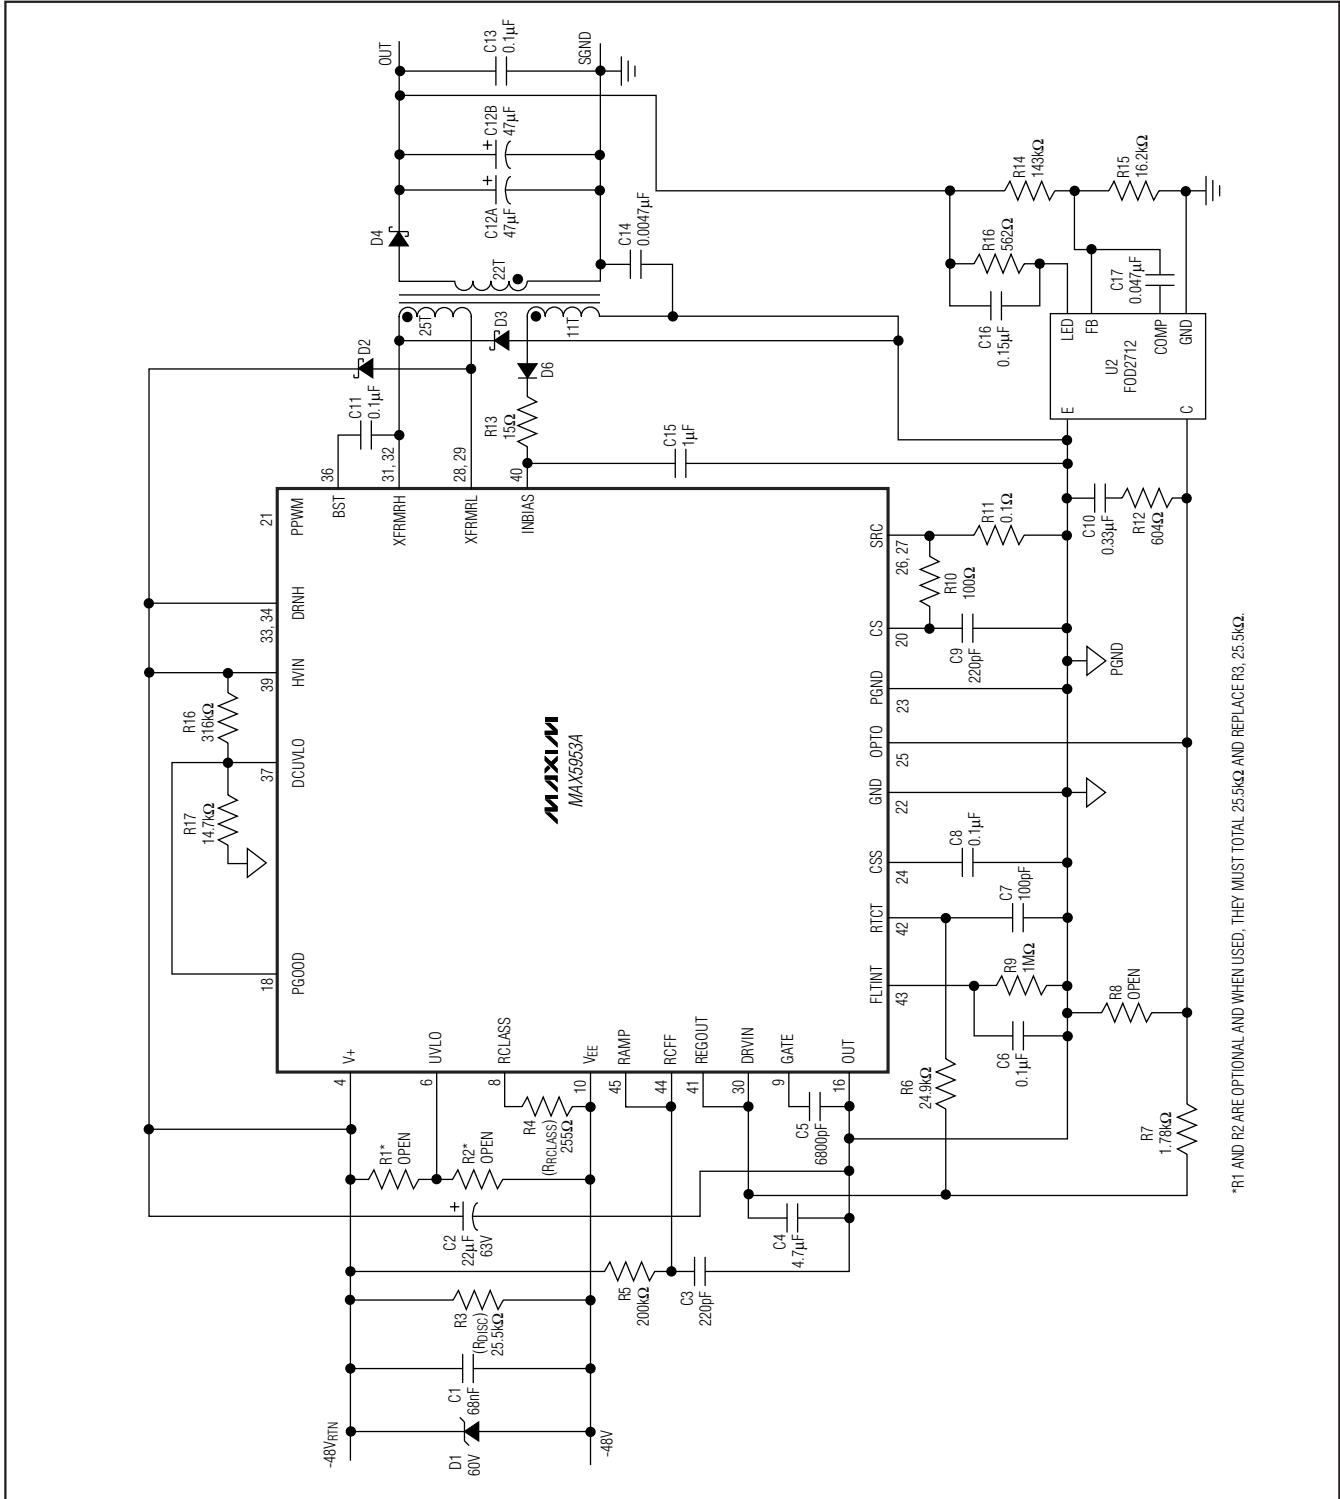 -48VRTN
-48V
D1
60V
C1
68nF
R3
(RDISC)
25.5kΩ
C2
22µF
63V
+
R1*
OPEN
R2*
OPEN
R4
(RRCLASS)
255Ω
R5
200kΩ
C3
220pF
C4
4.7µF
C5
6800pF
4
V+
6
UVLO
8
RCLASS
10
VEE
45
RAMP
44
RCFF
41
REGOUT
30
DRVIN
9
GATE
16
OUT
18
PGOOD
37
DCUVLO
39
HVIN
33, 34
DRNH
21
PPWM
R17
14.7kΩ
R16
316kΩ
MAXIM
MAX5953A
43
FLTINT
42
RTCT
24
CSS
22
GND
25
OPTO
23
PGND
20
CS
26, 27
SRC
R6
24.9kΩ
C6
0.1µF
R9
1MΩ
C7
100pF
C8
0.1µF
R7
1.78kΩ
R8
OPEN
PGND
C9
220pF
R10
100Ω
R11
0.1Ω
C10
0.33µF
R12
604Ω
36
BST
31, 32
XFRMRH
28, 29
XFRMRL
40
INBIAS
C11
0.1µF
D2
R13
15Ω
D6
D3
C15
1µF
25T
11T
22T
D4
C14
0.0047µF
C12A
47µF
+
C12B
47µF
+
C13
0.1µF
OUT
SGND
E
C
U2
FOD2712
LED
FB
COMP
GND
C16
0.15µF
R16
562Ω
C17
0.047µF
R14
143kΩ
R15
16.2kΩ
*R1 AND R2 ARE OPTIONAL AND WHEN USED, THEY MUST TOTAL 25.5kΩ AND REPLACE R3, 25.5kΩ.